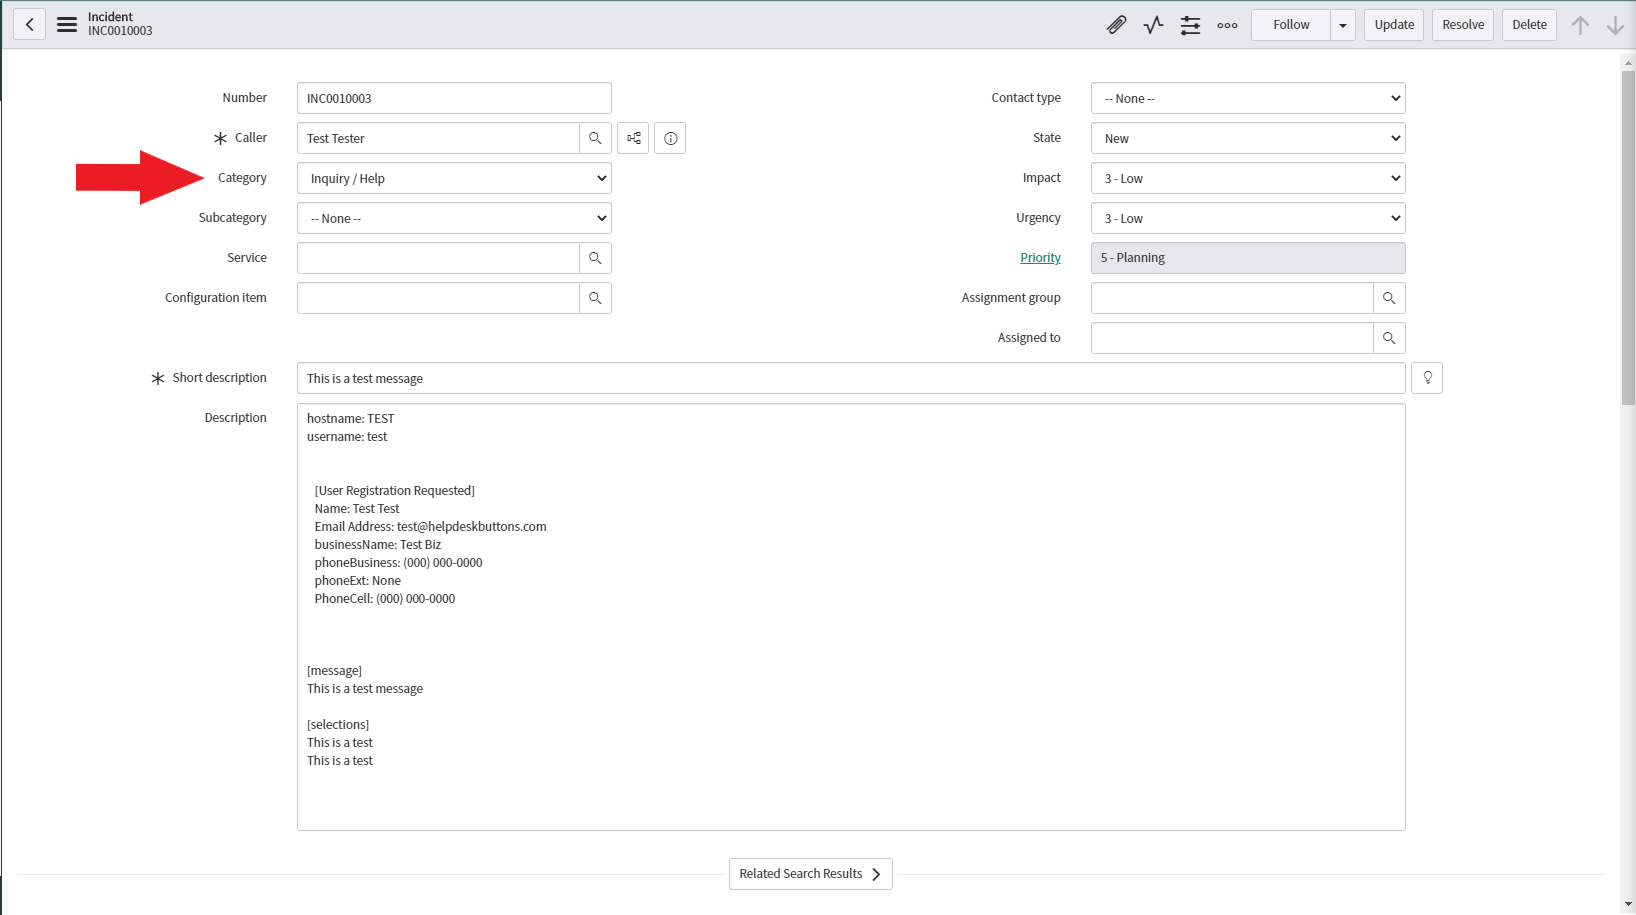 Incident
INC0010003
Follow
Update
Resolve
Delete
Number
INC0010003
Contact type
-- None --
Caller
Test Tester
State
New
Category
Inquiry / Help
Impact
3 - Low
Subcategory
-- None --
Urgency
3 - Low
Service
Priority
5 - Planning
Configuration item
Assignment group
Assigned to
Short description
This is a test message
Description
hostname: TEST
username: test
[User Registration Requested]
Name: Test Test
Email Address: test@helpdeskbuttons.com
businessName: Test Biz
phoneBusiness: (000) 000-0000
phoneExt: None
PhoneCell: (000) 000-0000
[message]
This is a test message
[selections]
This is a test
This is a test
Related Search Results